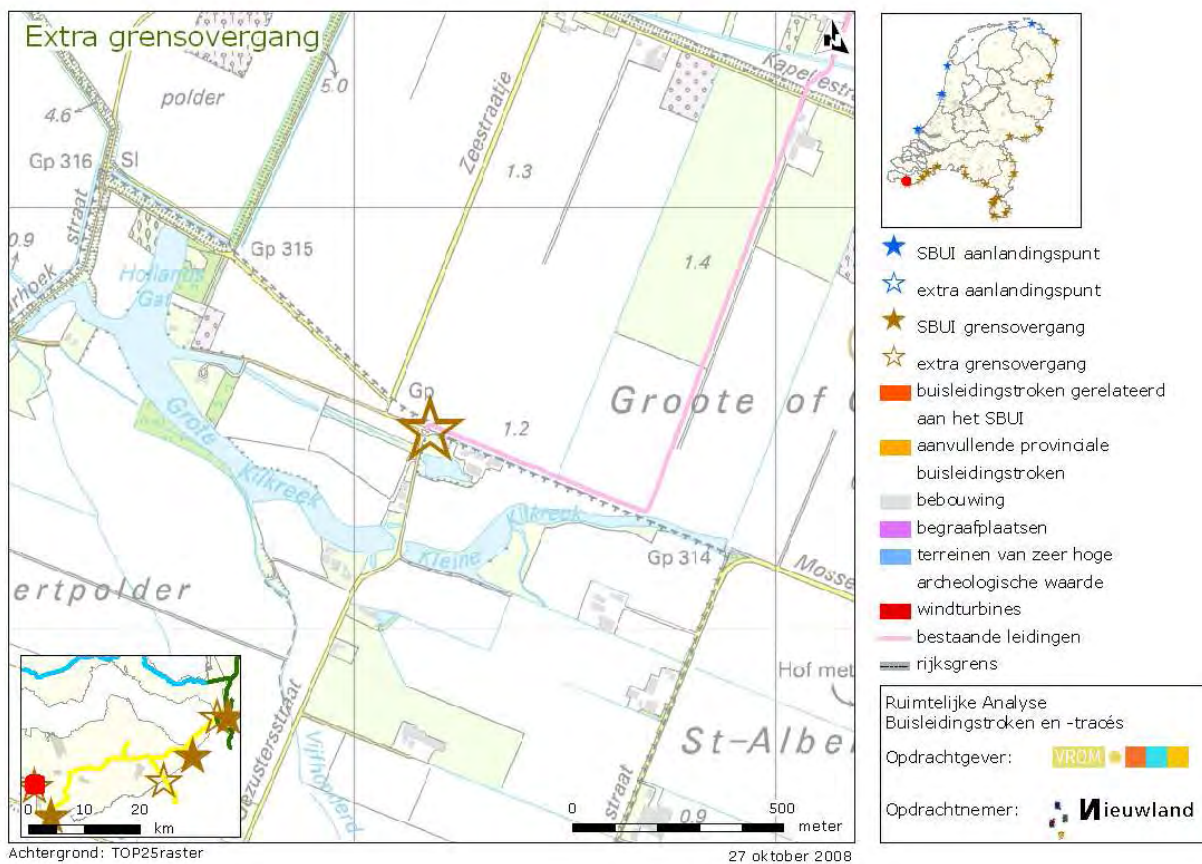 Extra grensovergang
polder
5.0
4.6
Zeestraatje
Gp 316
Sl
1.3
straat
0.9
Gp 315
1.4
Hollands
Gat
Gp
Groote of
1.2
Grote
Kilkreek
Kilkreek
Kleine
Gp 314
ertpolder
Hof met
St-Alber
straat
0.9
0 10 20
km
0 500
meter
Achtergrond: TOP25raster
27 oktober 2008
SBUI aanlandingspunt
extra aanlandingspunt
SBUI grensovergang
extra grensovergang
buisleidingstroken gerelateerd
aan het SBUI
aanvullende provinciale
buisleidingstroken
bebouwing
begraafplaatsen
terreinen van zeer hoge
archeologische waarde
windturbines
bestaande leidingen
rijksgrens
Ruimtelijke Analyse
Buisleidingstroken en -tracés
Opdrachtgever: VROM
Opdrachtnemer: Nieuwland